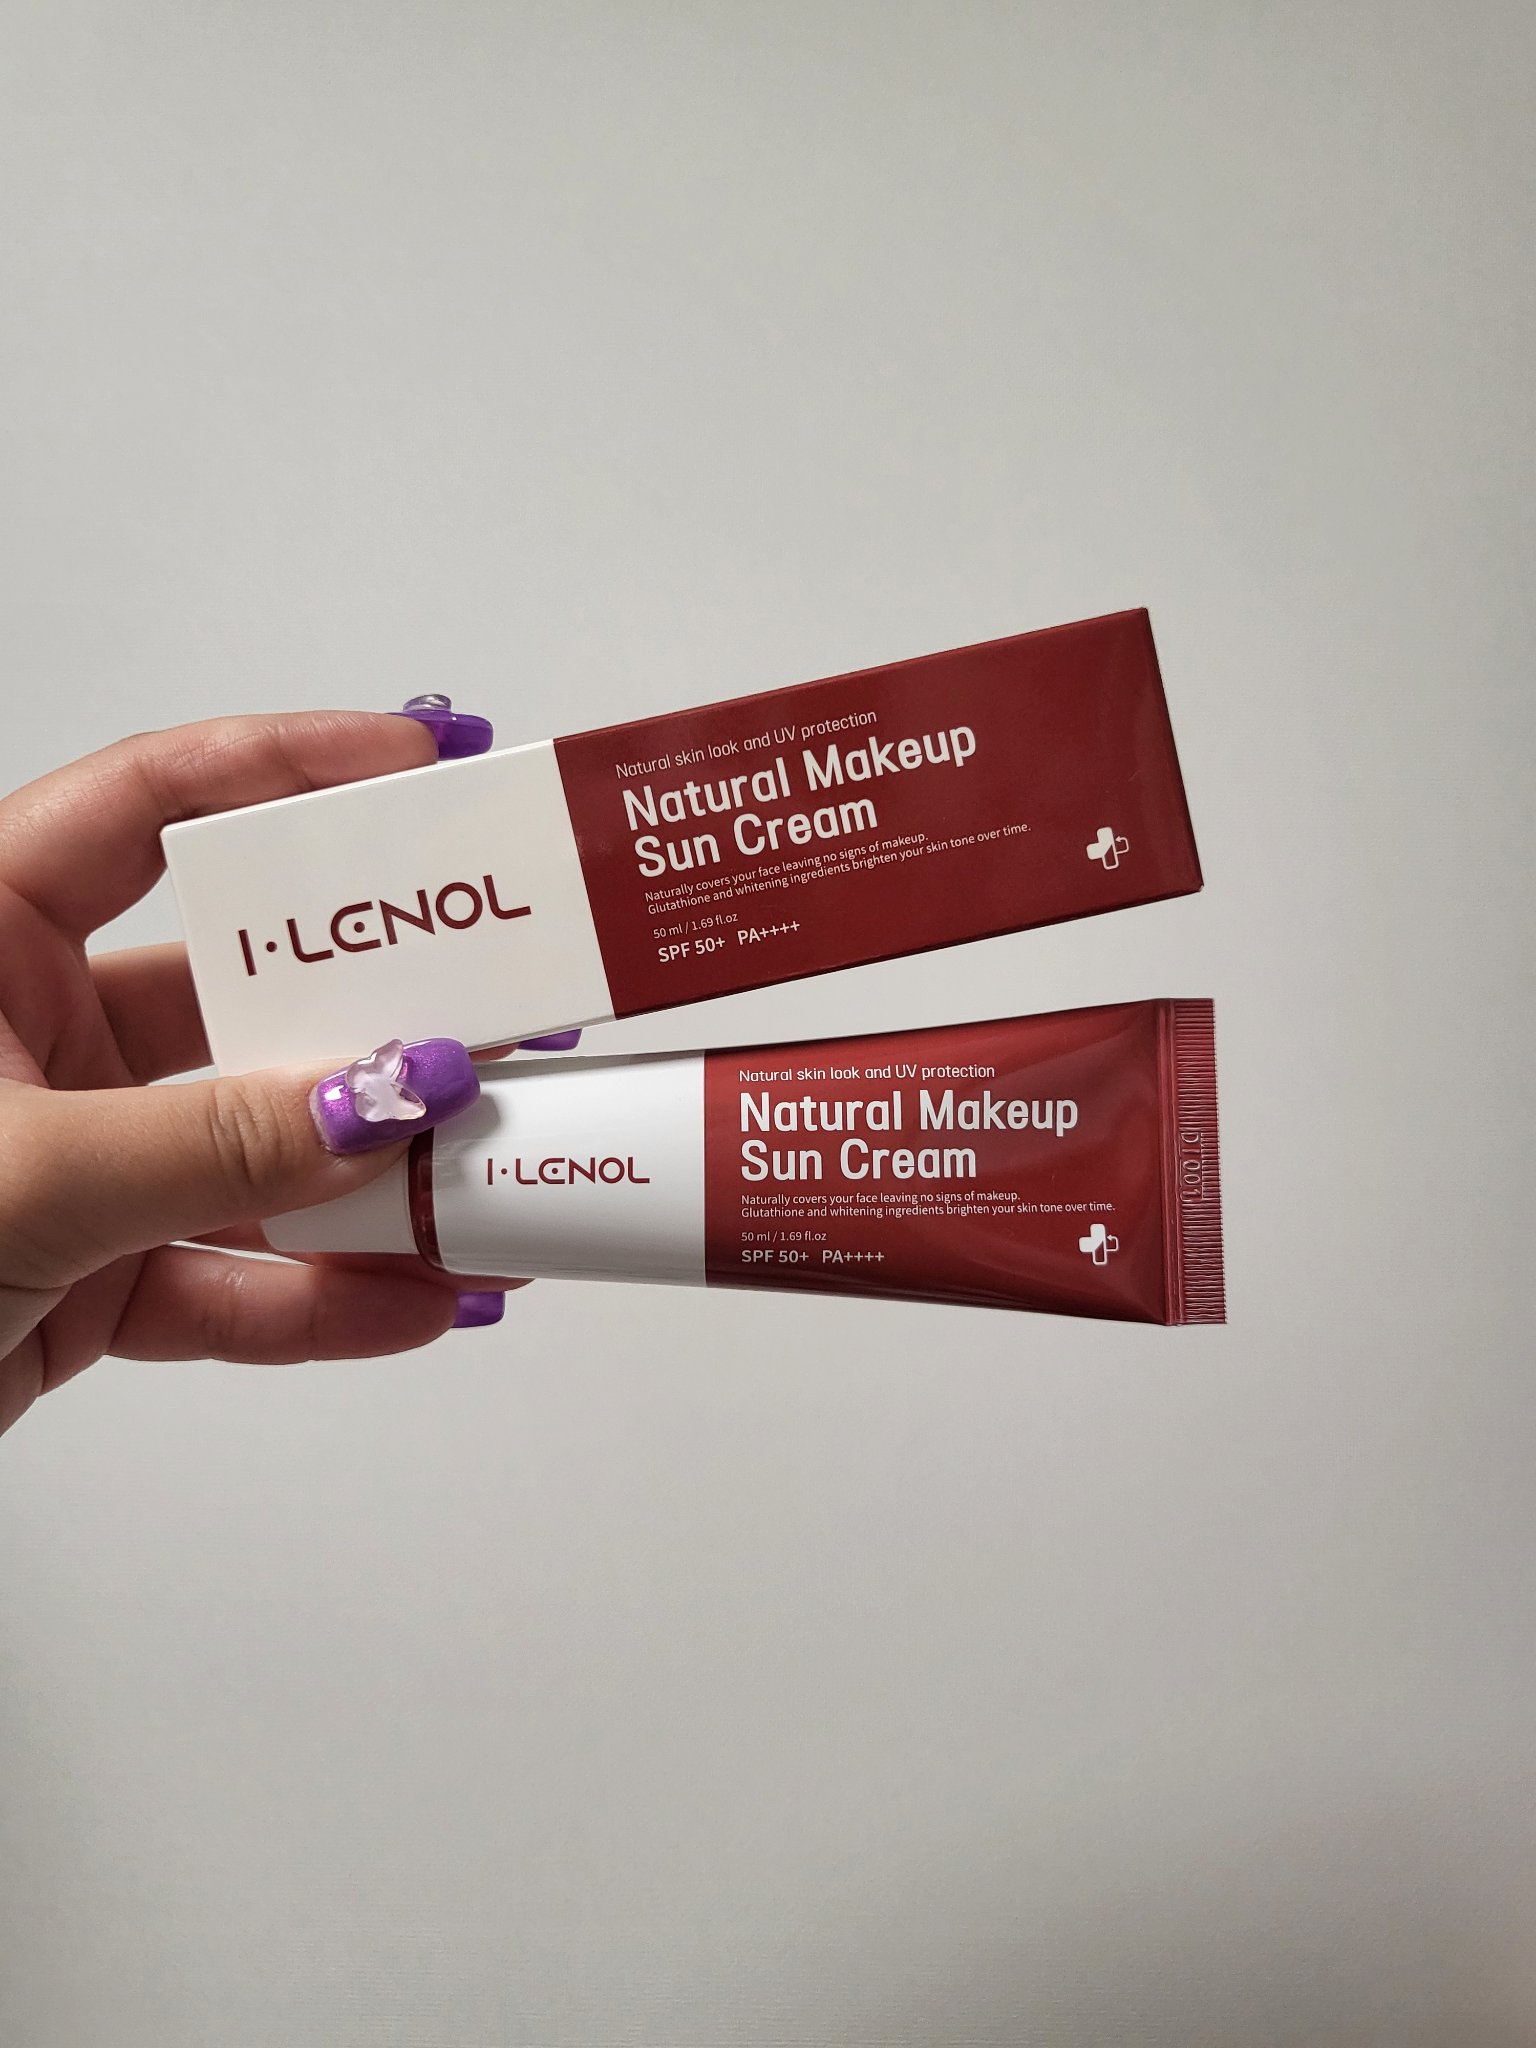 I·LENOL
Natural skin look and UV protection
Natural Makeup
Sun Cream
Naturally covers your face leaving no signs of makeup.
Glutathione and whitening ingredients brighten your skin tone over time.
50 ml / 1.69 fl.oz
SPF 50+ PA++++
I·LENOL
Natural skin look and UV protection
Natural Makeup
Sun Cream
Naturally covers your face leaving no signs of makeup.
Glutathione and whitening ingredients brighten your skin tone over time.
50 ml / 1.69 fl.oz
SPF 50+ PA++++